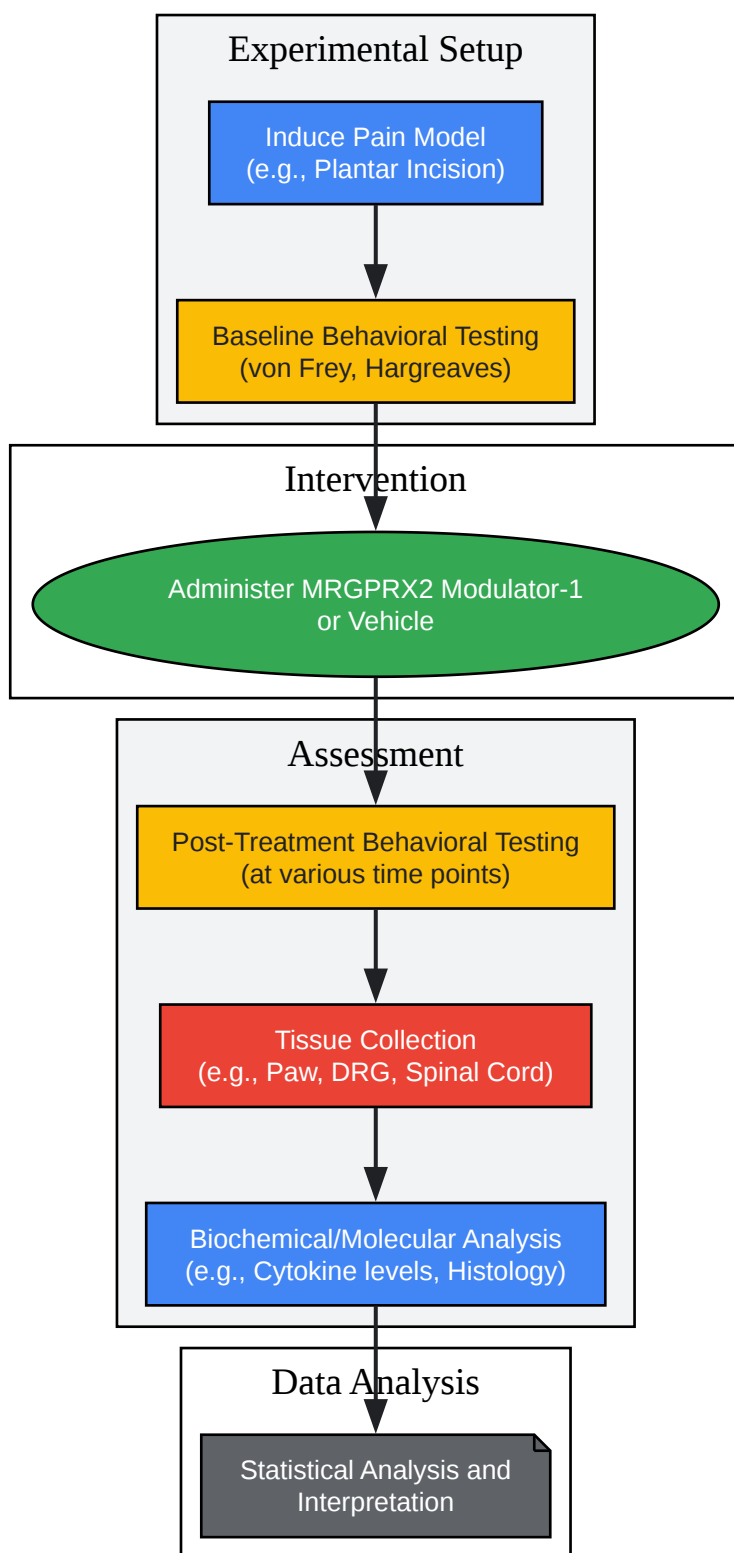 Experimental Setup
Induce Pain Model
(e.g., Plantar Incision)
Baseline Behavioral Testing
(von Frey, Hargreaves)
Intervention
Administer MRGPRX2 Modulator-1
or Vehicle
Assessment
Post-Treatment Behavioral Testing
(at various time points)
Tissue Collection
(e.g., Paw, DRG, Spinal Cord)
Biochemical/Molecular Analysis
(e.g., Cytokine levels, Histology)
Data Analysis
Statistical Analysis and
Interpretation